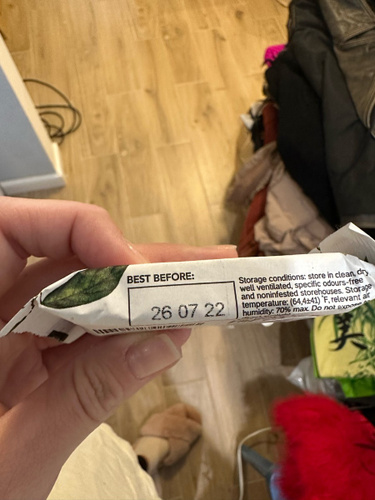 BEST BEFORE:
26 07 22
Storage conditions: store in clean, dry
well ventilated, specific odours-free
and noninfested storehouses. Storage
temperature: (64,4±41) °F, relevant air
humidity: 70% max. Do not expose